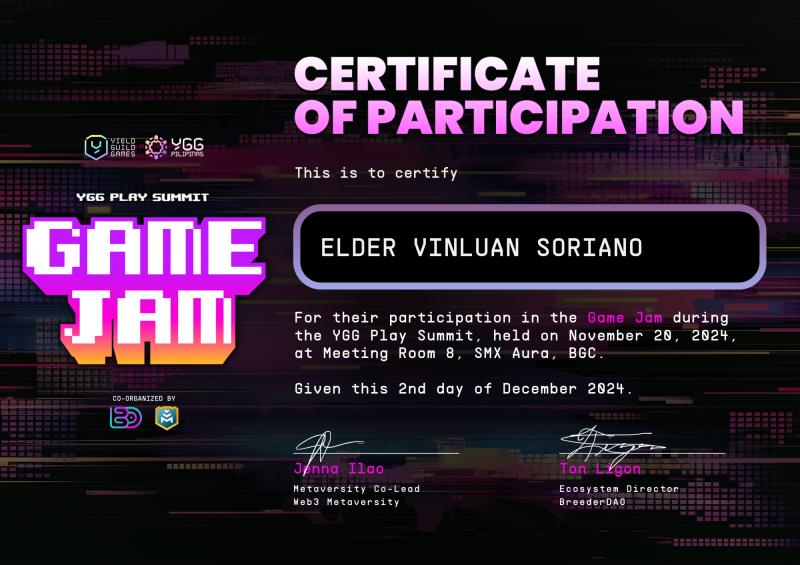 CERTIFICATE
OF PARTICIPATION
YIELD
GUILD
GAMES
YGG
PILIPINAS
YGG PLAY SUMMIT
GAME
JAM
CO-ORGANIZED BY
This is to certify
ELDER VINLUAN SORIANO
For their participation in the Game Jam during
the YGG Play Summit, held on November 20, 2024,
at Meeting Room 8, SMX Aura, BGC.
Given this 2nd day of December 2024.
Jenna Ilao
Metaversity Co-Lead
Web3 Metaversity
Ton Ligon
Ecosystem Director
BreederDAO